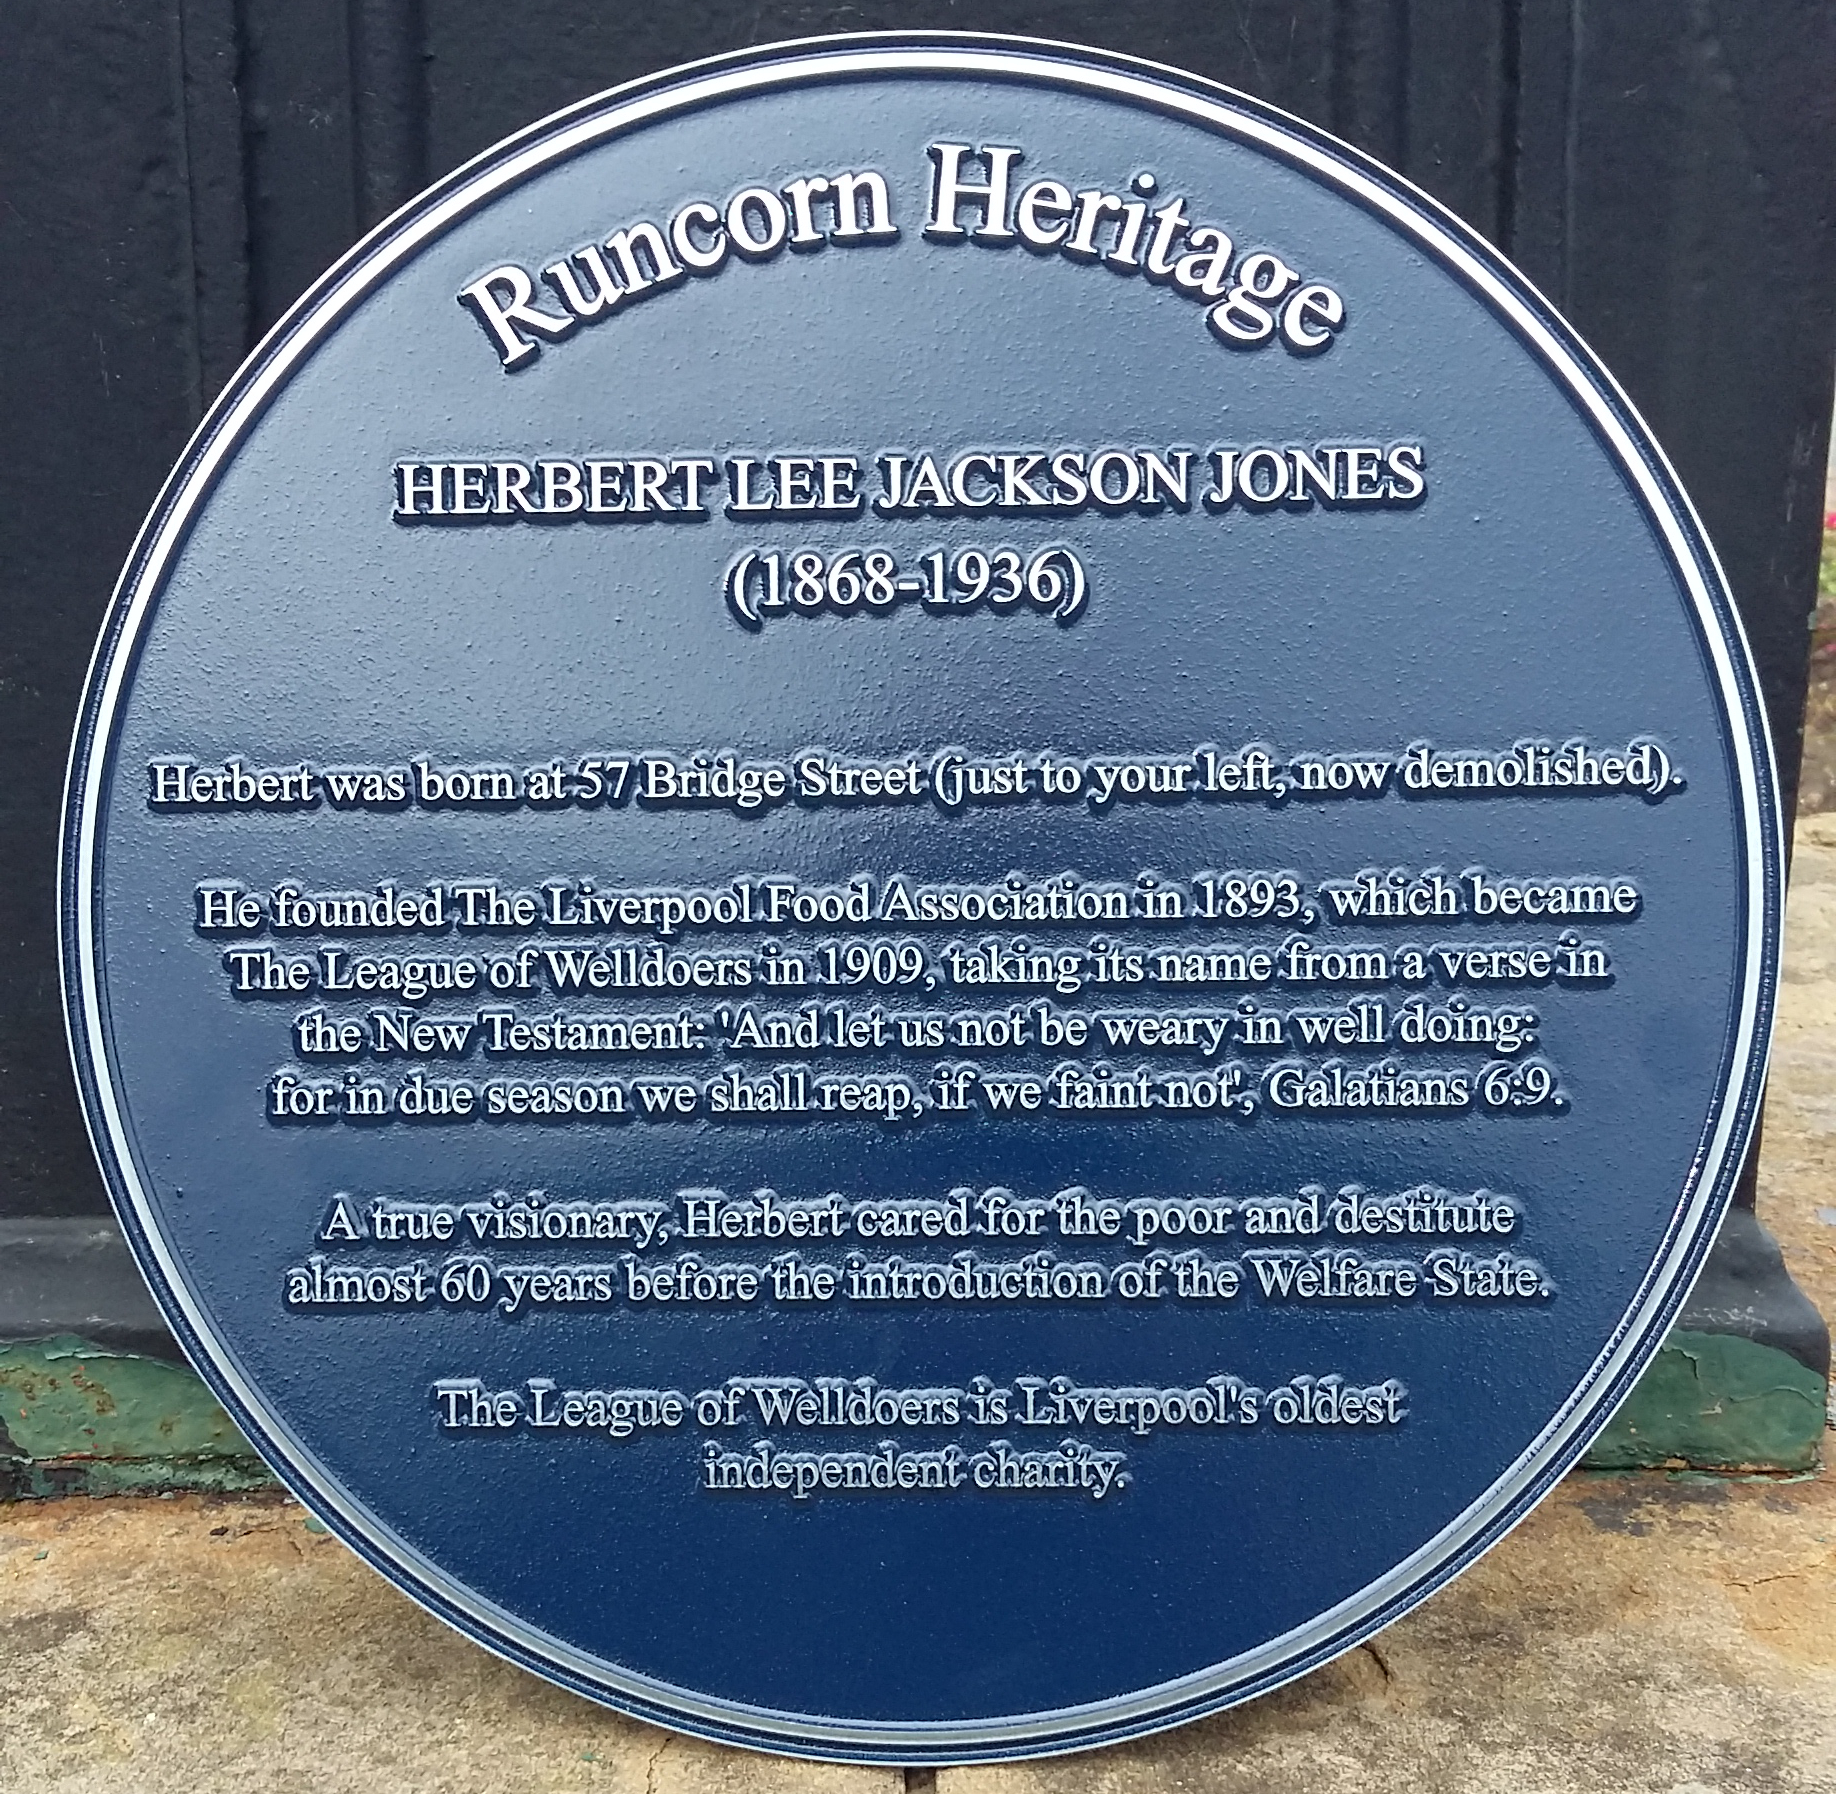 Runcorn Heritage
HERBERT LEE JACKSON JONES
(1868-1936)
Herbert was born at 57 Bridge Street (just to your left, now demolished).
He founded The Liverpool Food Association in 1893, which became
The League of Welldoers in 1909, taking its name from a verse in
the New Testament: 'And let us not be weary in well doing:
for in due season we shall reap, if we faint not', Galatians 6:9.
A true visionary, Herbert cared for the poor and destitute
almost 60 years before the introduction of the Welfare State.
The League of Welldoers is Liverpool's oldest
independent charity.